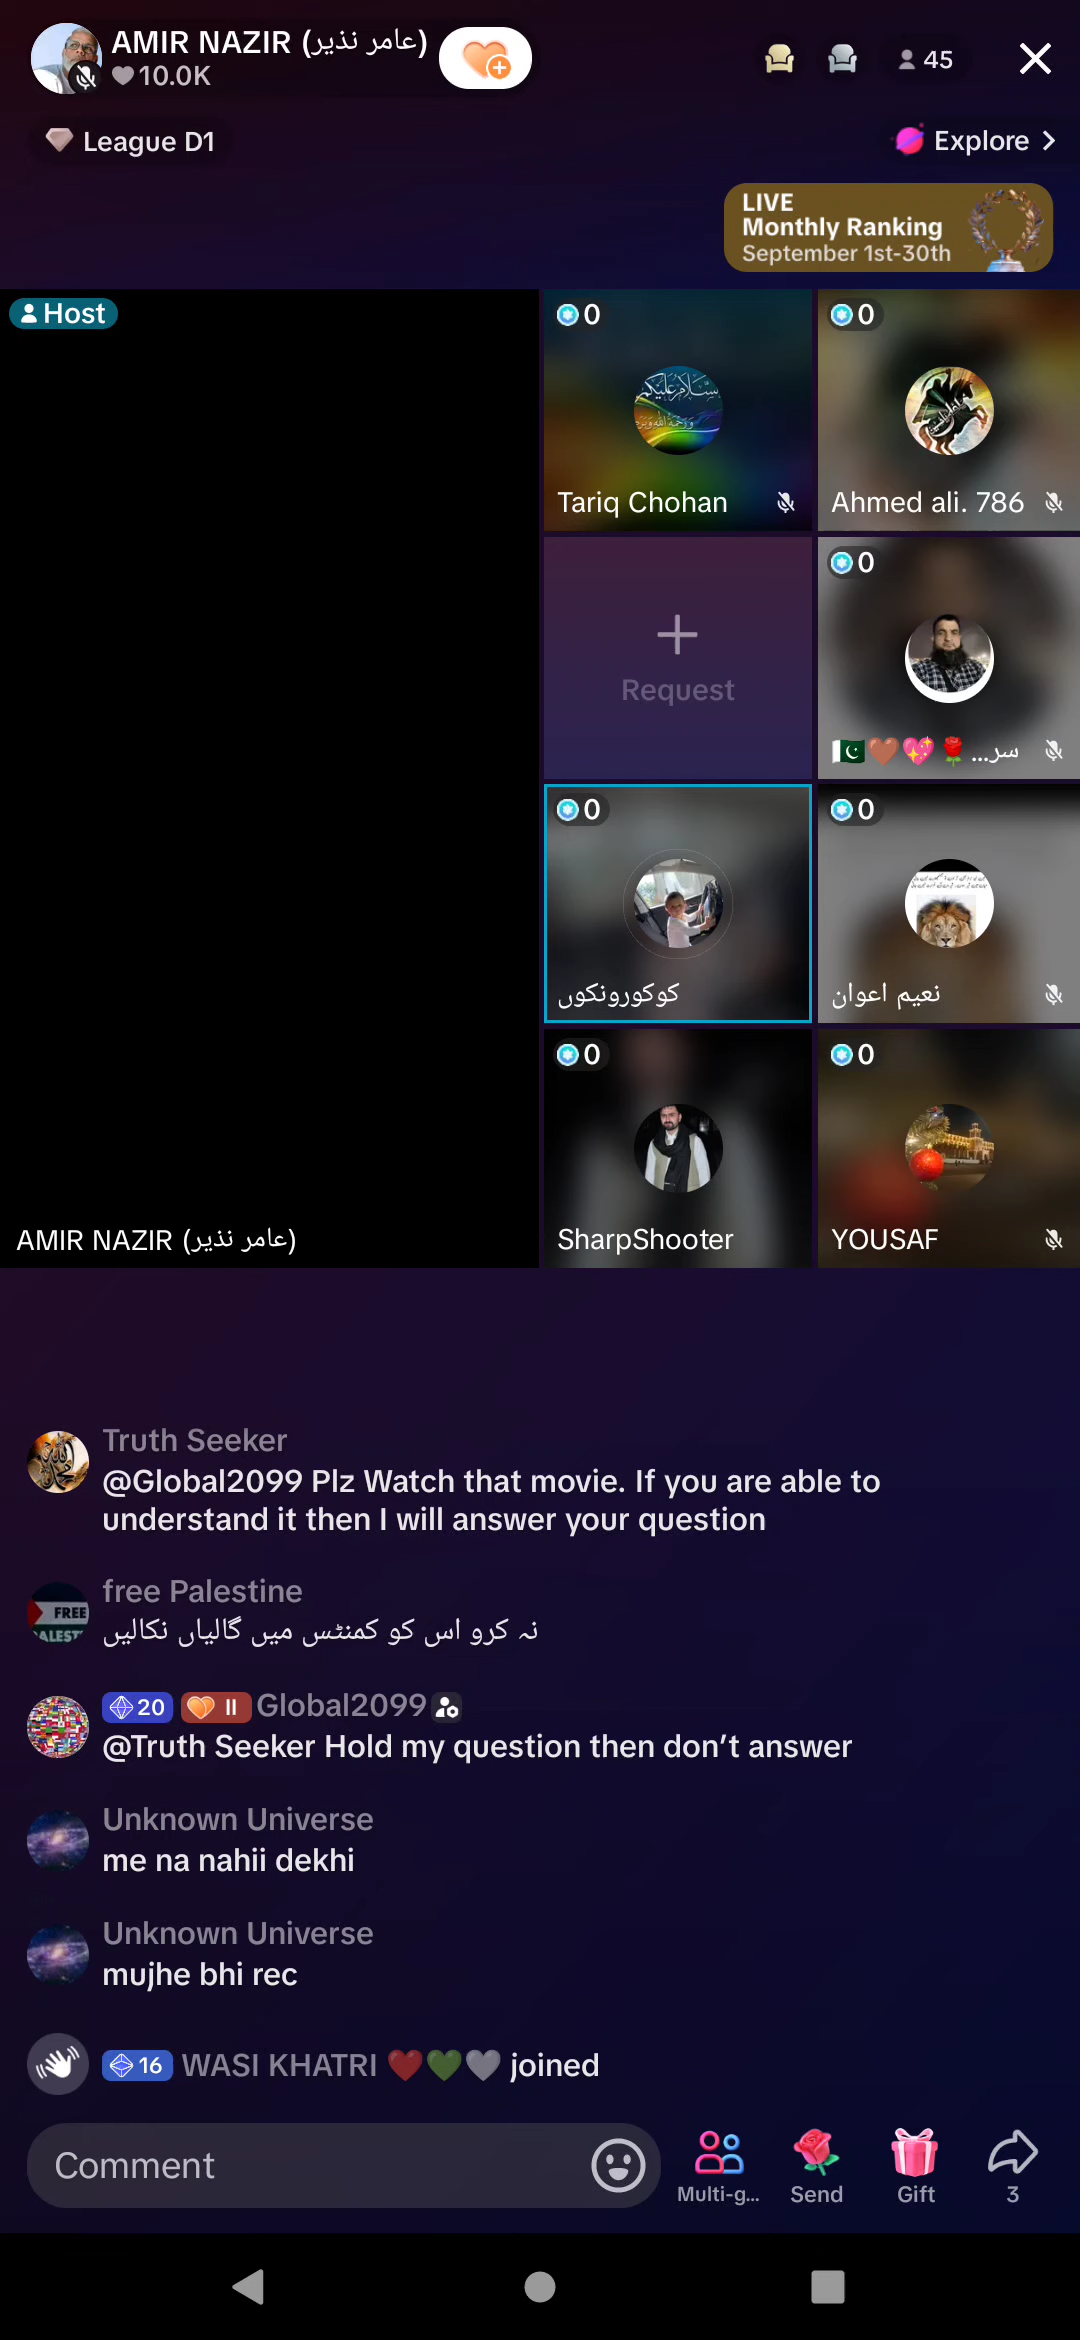 AMIR NAZIR (عامر نذیر)
10.0K
45
League D1
Explore
LIVE
Monthly Ranking
September 1st-30th
Host
AMIR NAZIR (عامر نذیر)
0
Tariq Chohan
0
Ahmed ali. 786
Request
0
🇵🇰🤎💖🌹...سر
0
کوکورونکوں
0
نعیم اعوان
0
SharpShooter
0
YOUSAF
Truth Seeker
@Global2099 Plz Watch that movie. If you are able to
understand it then I will answer your question
FREE
free Palestine
نہ کرو اس کو کمنٹس میں گالیاں نکالیں
20 II Global2099
@Truth Seeker Hold my question then don’t answer
Unknown Universe
me na nahii dekhi
Unknown Universe
mujhe bhi rec
16 WASI KHATRI ❤️💚🤍 joined
Comment
Multi-g...
Send
Gift
3